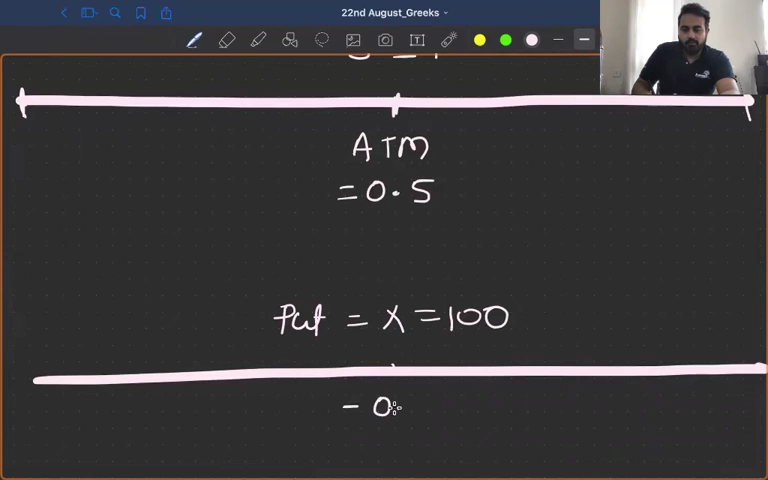 22nd August_Greeks
ATM
= 0.5
Put = X = 100
- 0